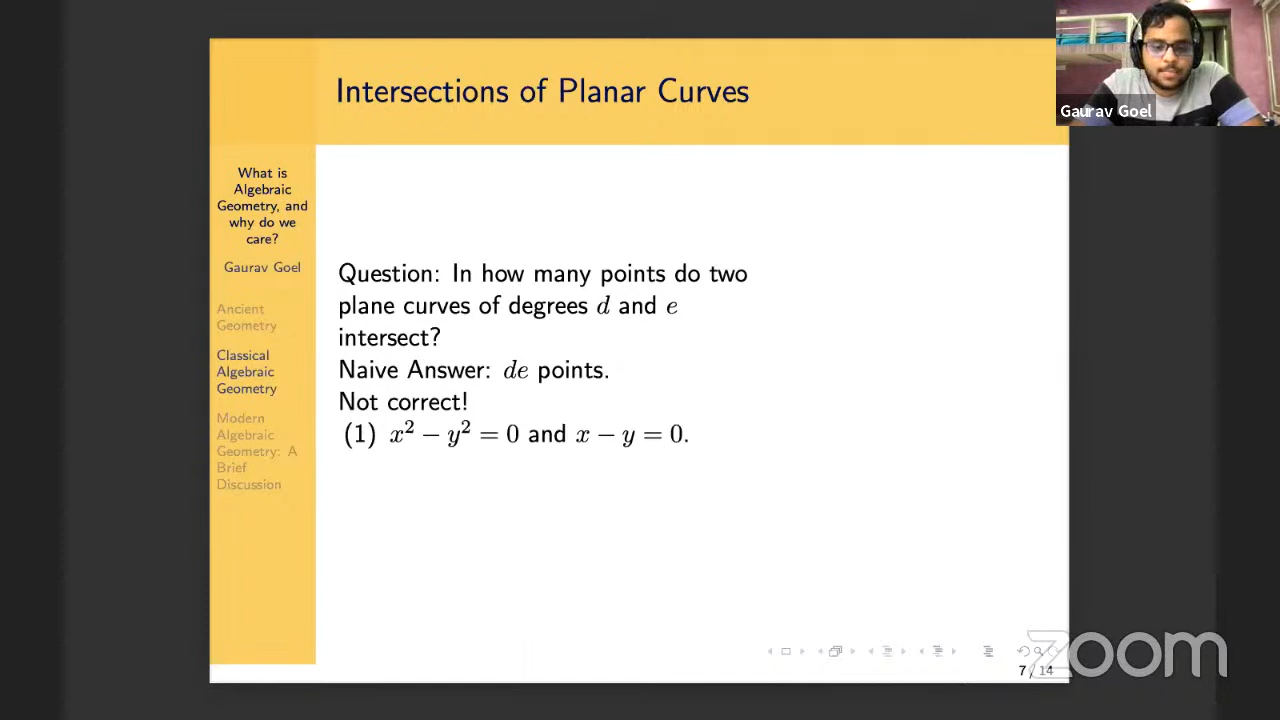 Intersections of Planar Curves
Gaurav Goel
What is
Algebraic
Geometry, and
why do we
care?
Gaurav Goel
Ancient
Geometry
Classical
Algebraic
Geometry
Modern
Algebraic
Geometry: A
Brief
Discussion
Question: In how many points do two
plane curves of degrees d and e
intersect?
Naive Answer: de points.
Not correct!
(1) x² − y² = 0 and x − y = 0.
7 / 14
zoom